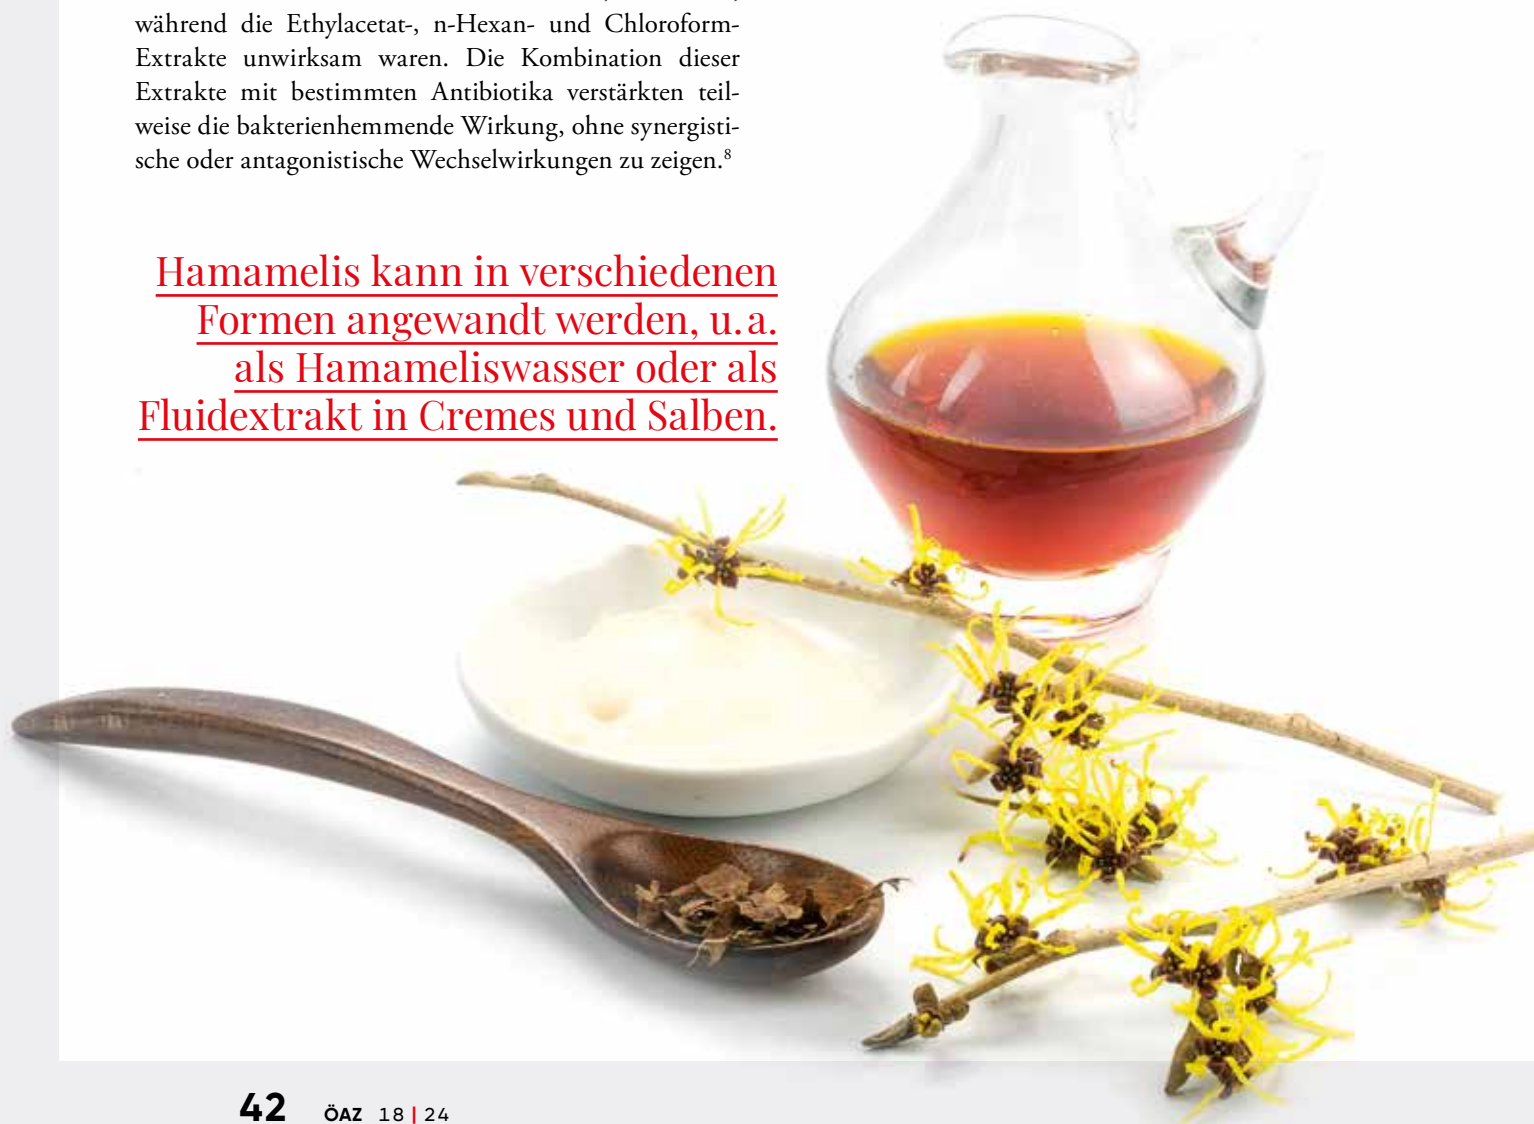 während die Ethylacetat-, n-Hexan- und Chloroform-
Extrakte unwirksam waren. Die Kombination dieser
Extrakte mit bestimmten Antibiotika verstärkten teil-
weise die bakterienhemmende Wirkung, ohne synergisti-
sche oder antagonistische Wechselwirkungen zu zeigen.⁸
Hamamelis kann in verschiedenen
Formen angewandt werden, u. a.
als Hamameliswasser oder als
Fluidextrakt in Cremes und Salben.
42 ÖAZ 18 | 24